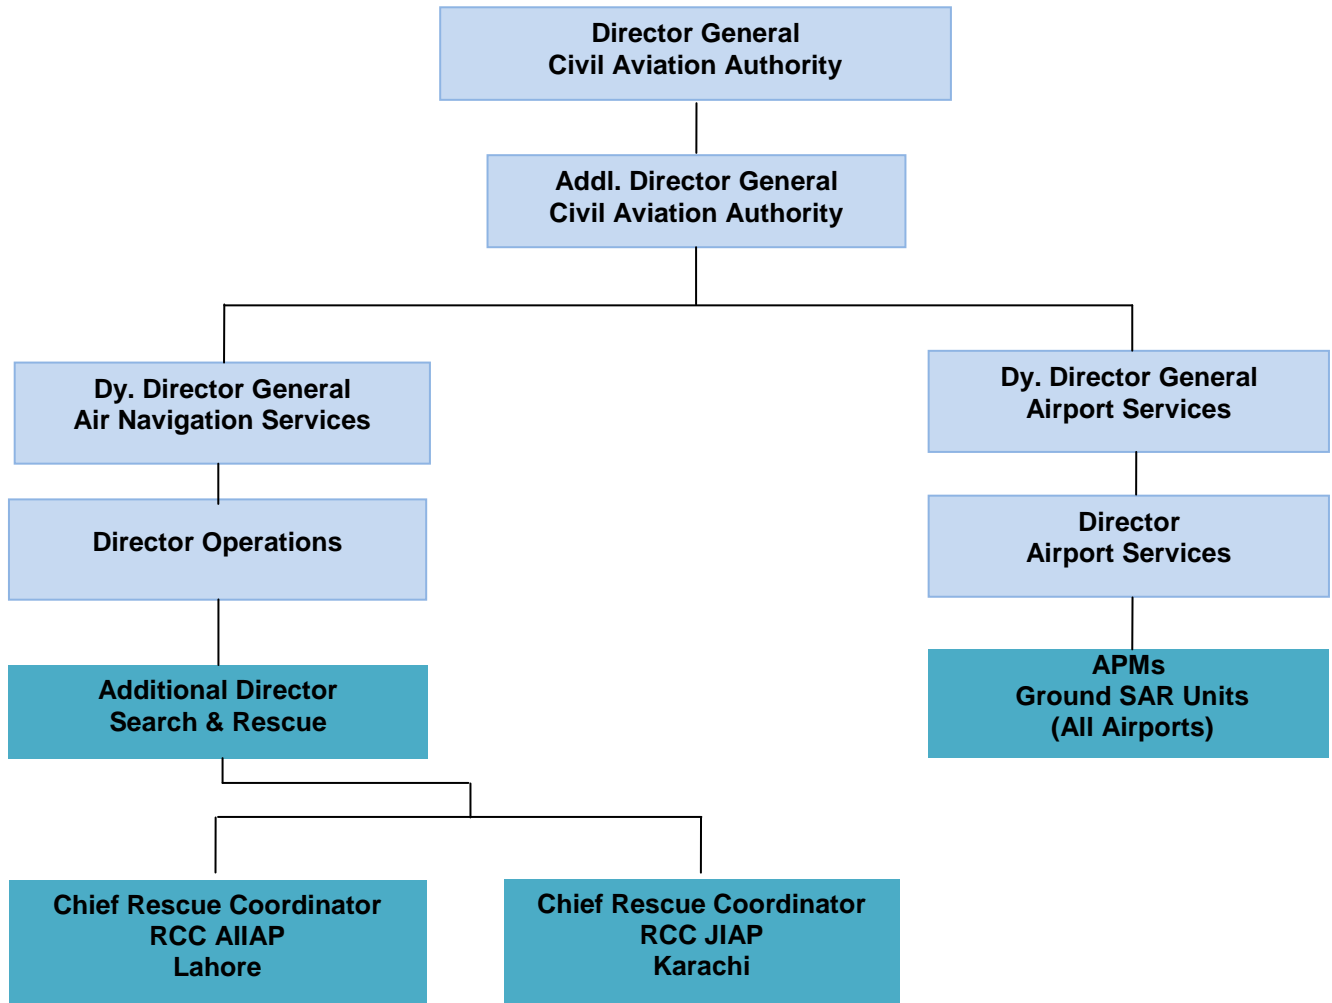 Director General
Civil Aviation Authority
Addl. Director General
Civil Aviation Authority
Dy. Director General
Air Navigation Services
Dy. Director General
Airport Services
Director Operations
Director
Airport Services
Additional Director
Search & Rescue
APMs
Ground SAR Units
(All Airports)
Chief Rescue Coordinator
RCC AIIAP
Lahore
Chief Rescue Coordinator
RCC JIAP
Karachi